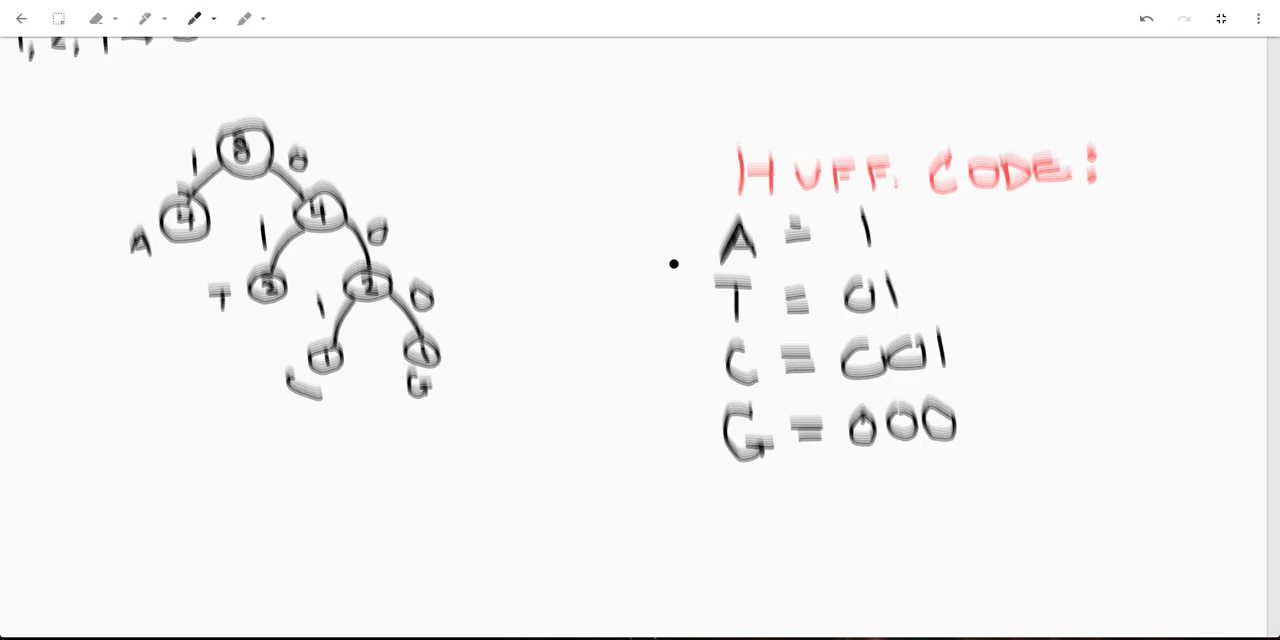 8
1 0
4 4
A 1 0
T 2 2
1 0
1 1
C G
HUFF. CODE:
A = 1
T = 01
C = 001
G = 000